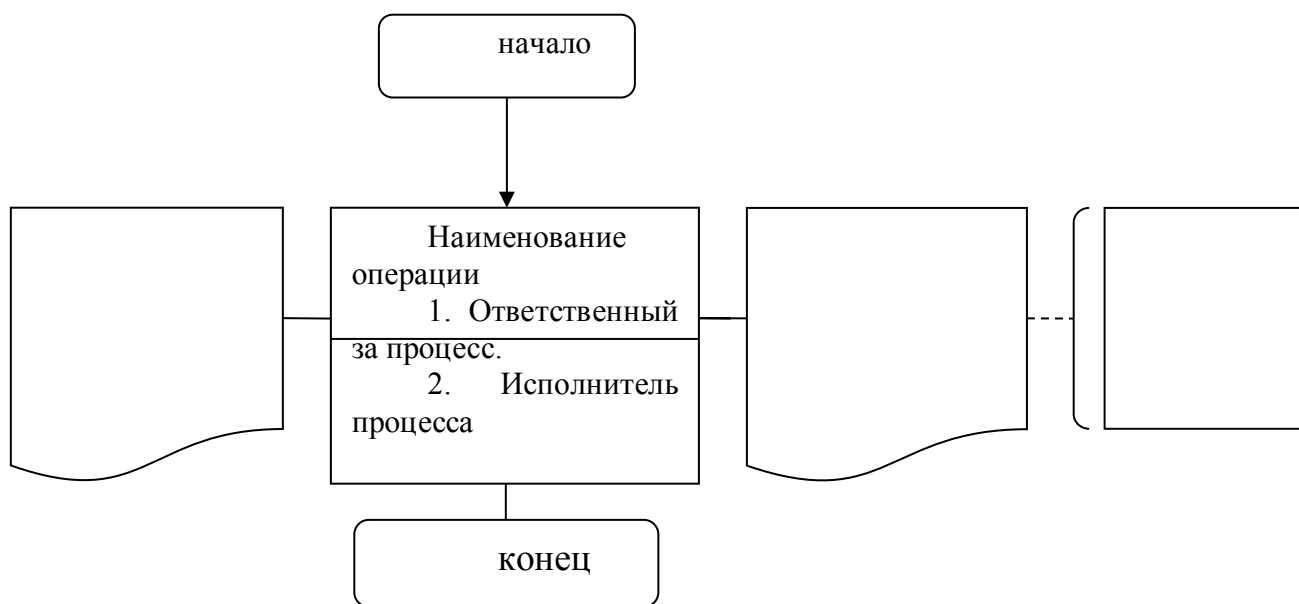 начало
Наименование
операции
1. Ответственный
за процесс.
2. Исполнитель
процесса
конец